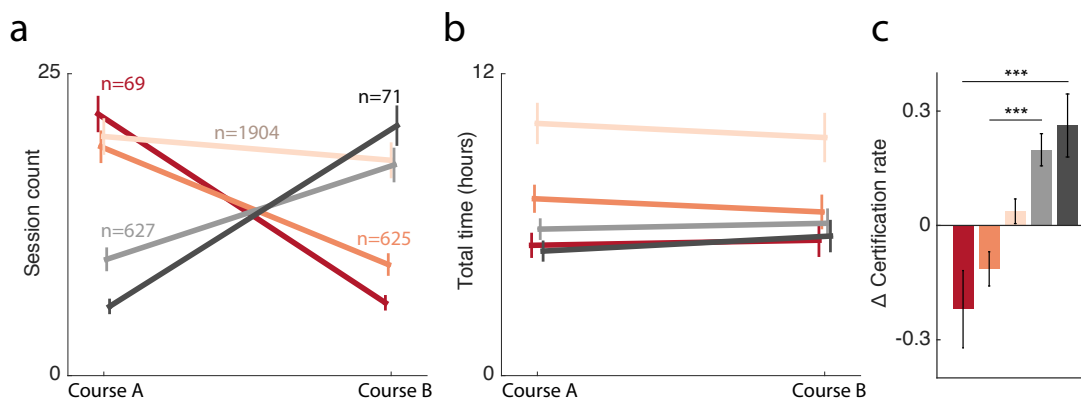 a
25
n=69
n=71
n=1904
n=627
n=625
Session count
0
Course A
Course B
b
12
Total time (hours)
0
Course A
Course B
c
***
***
0.3
0
-0.3
Δ Certification rate